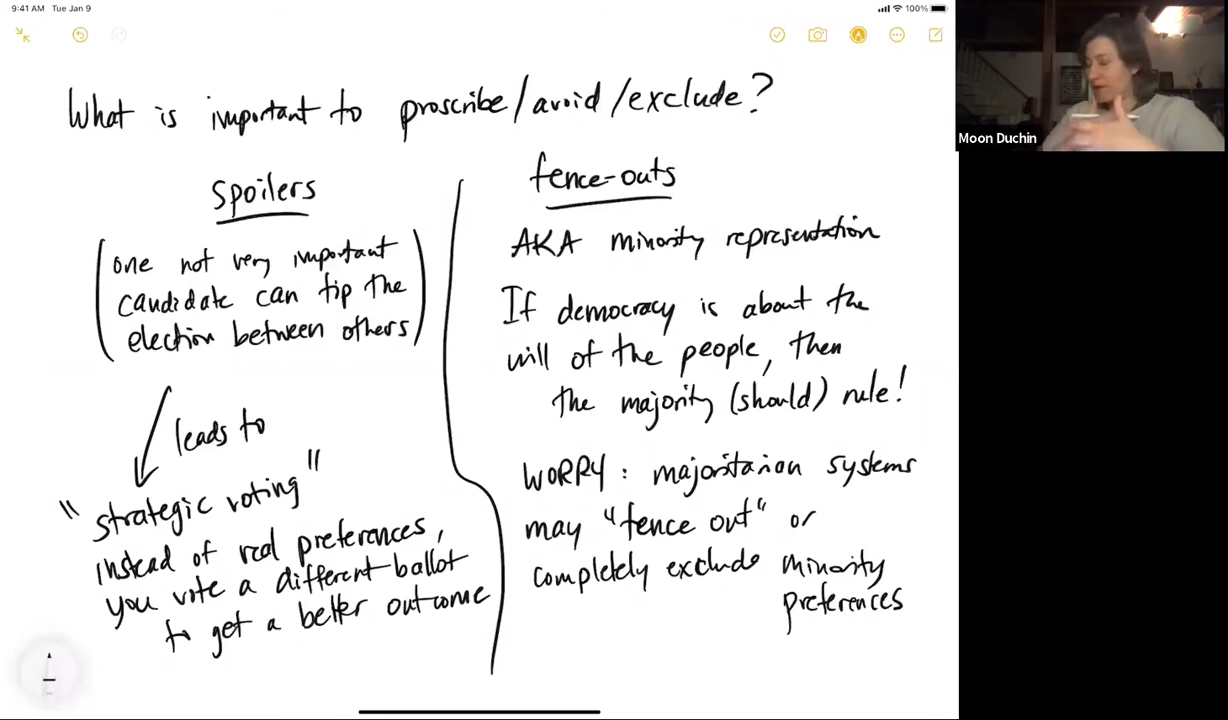 9:41 AM Tue Jan 9
100%
Moon Duchin
What is important to proscribe/avoid/exclude?
spoilers
(one not very important
candidate can tip the
election between others)
leads to
"strategic voting"
instead of real preferences,
you vote a different ballot
to get a better outcome
fence-outs
AKA minority representation
If democracy is about the
will of the people, then
the majority (should) rule!
WORRY: majoritarian systems
may "fence out" or
completely exclude minority
preferences